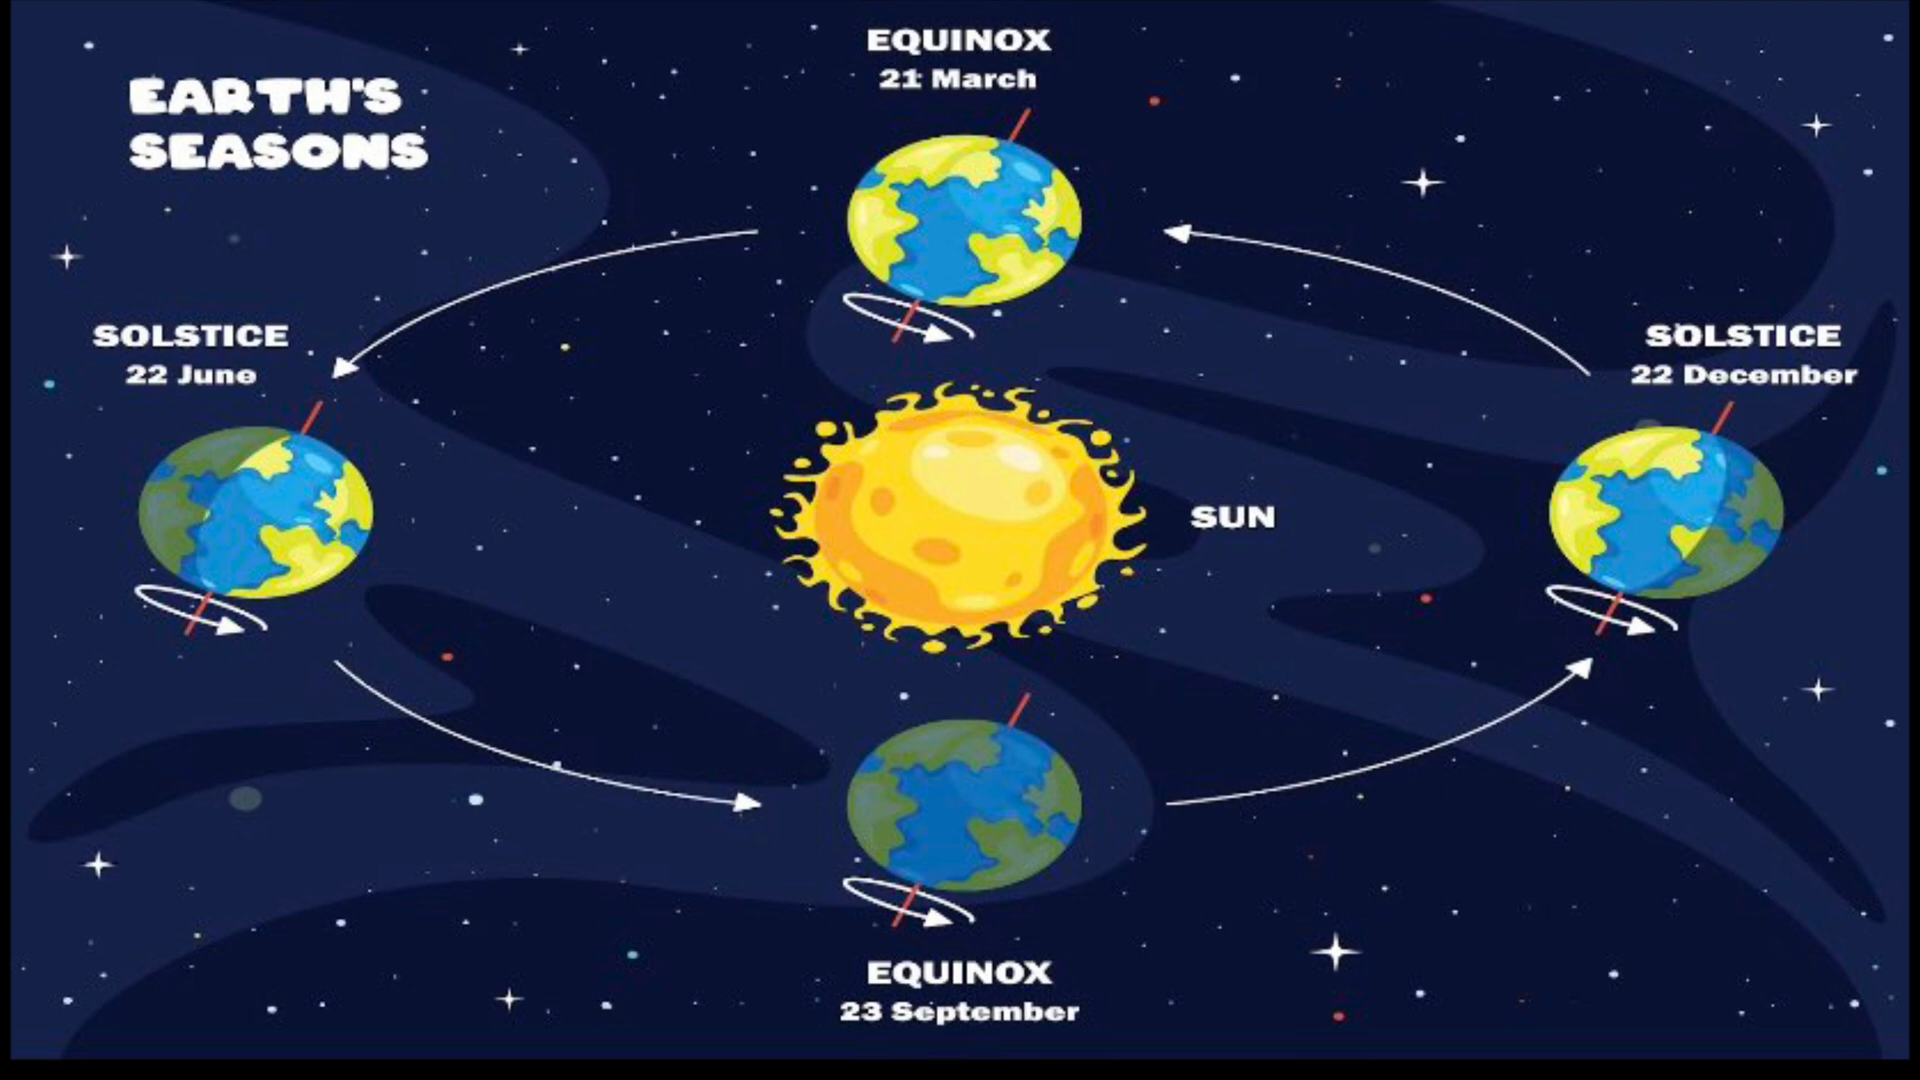 EARTH'S
SEASONS
EQUINOX
21 March
SOLSTICE
22 June
SOLSTICE
22 December
SUN
EQUINOX
23 September